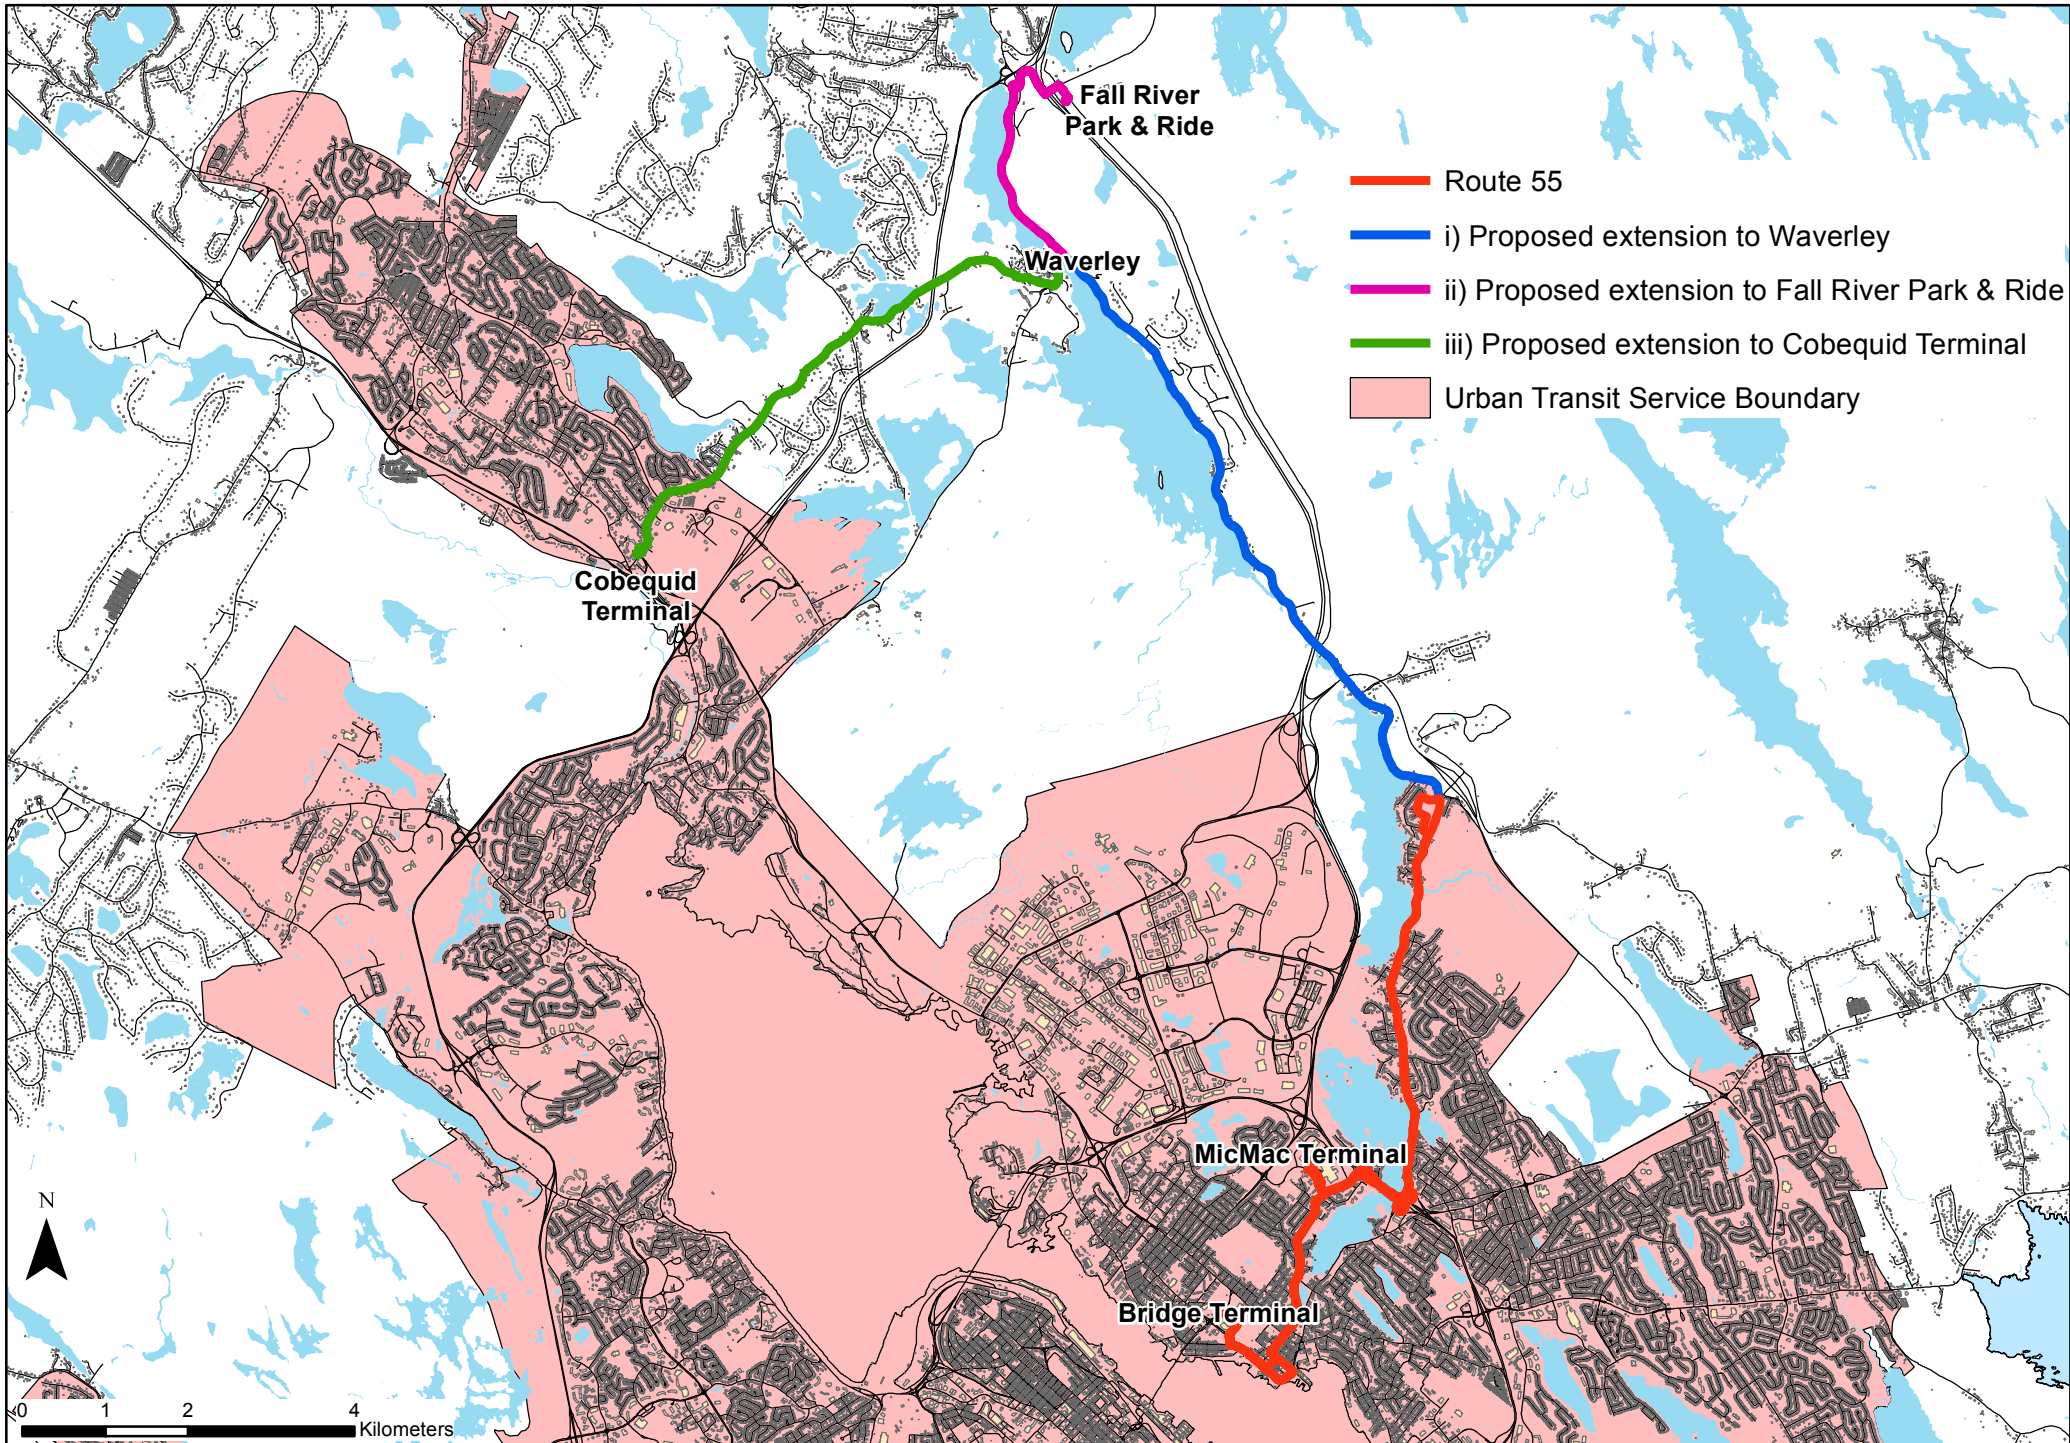 Fall River
Park & Ride
Route 55
i) Proposed extension to Waverley
Waverley
ii) Proposed extension to Fall River Park & Ride
iii) Proposed extension to Cobequid Terminal
Urban Transit Service Boundary
Cobequid
Terminal
MicMac Terminal
N
Bridge Terminal
0 1 2 4
Kilometers